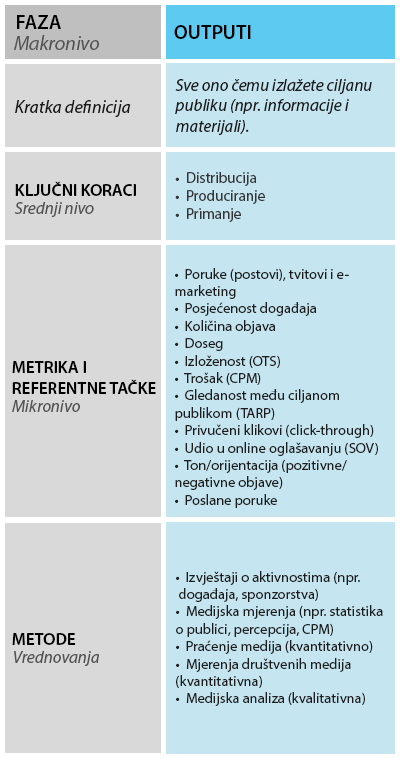 FAZA
Makronivo
OUTPUTI
Kratka definicija
Sve ono čemu izlažete ciljanu
publiku (npr. informacije i
materijali).
KLJUČNI KORACI
Srednji nivo
• Distribucija
• Produciranje
• Primanje
METRIKA I
REFERENTNE TAČKE
Mikronivo
• Poruke (postovi), tvitovi i e-
marketing
• Posjećenost događaja
• Količina objava
• Doseg
• Izloženost (OTS)
• Trošak (CPM)
• Gledanost među ciljanom
publikom (TARP)
• Privučeni klikovi (click-through)
• Udio u online oglašavanju (SOV)
• Ton/orijentacija (pozitivne/
negativne objave)
• Poslane poruke
METODE
Vrednovanja
• Izvještaji o aktivnostima (npr.
događaja, sponzorstva)
• Medijska mjerenja (npr. statistika
o publici, percepcija, CPM)
• Praćenje medija (kvantitativno)
• Mjerenja društvenih medija
(kvantitativna)
• Medijska analiza (kvalitativna)